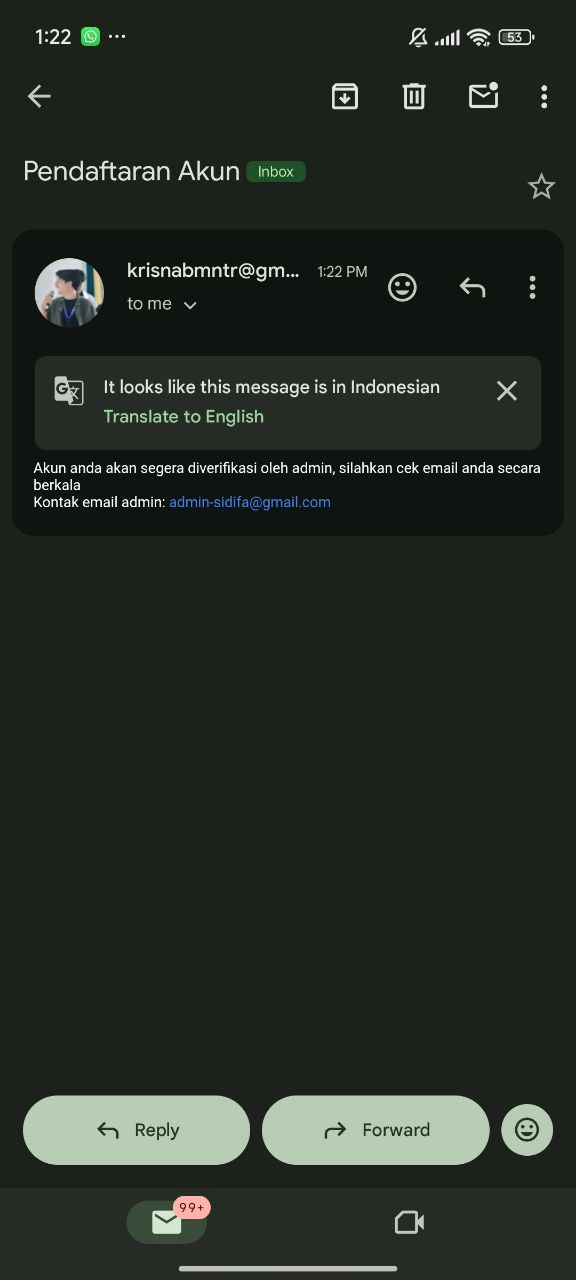 1:22
53
Pendaftaran Akun Inbox
krisnabmntr@gm... 1:22 PM
to me
It looks like this message is in Indonesian
Translate to English
Akun anda akan segera diverifikasi oleh admin, silahkan cek email anda secara
berkala
Kontak email admin: admin-sidifa@gmail.com
Reply Forward
99+